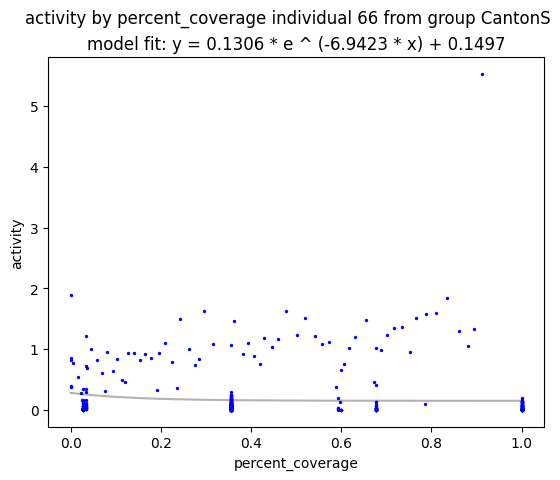 activity by percent_coverage individual 66 from group CantonS
model fit: y = 0.1306 * e ^ (-6.9423 * x) + 0.1497
5
4
3
2
1
0
activity
0.0 0.2 0.4 0.6 0.8 1.0
percent_coverage